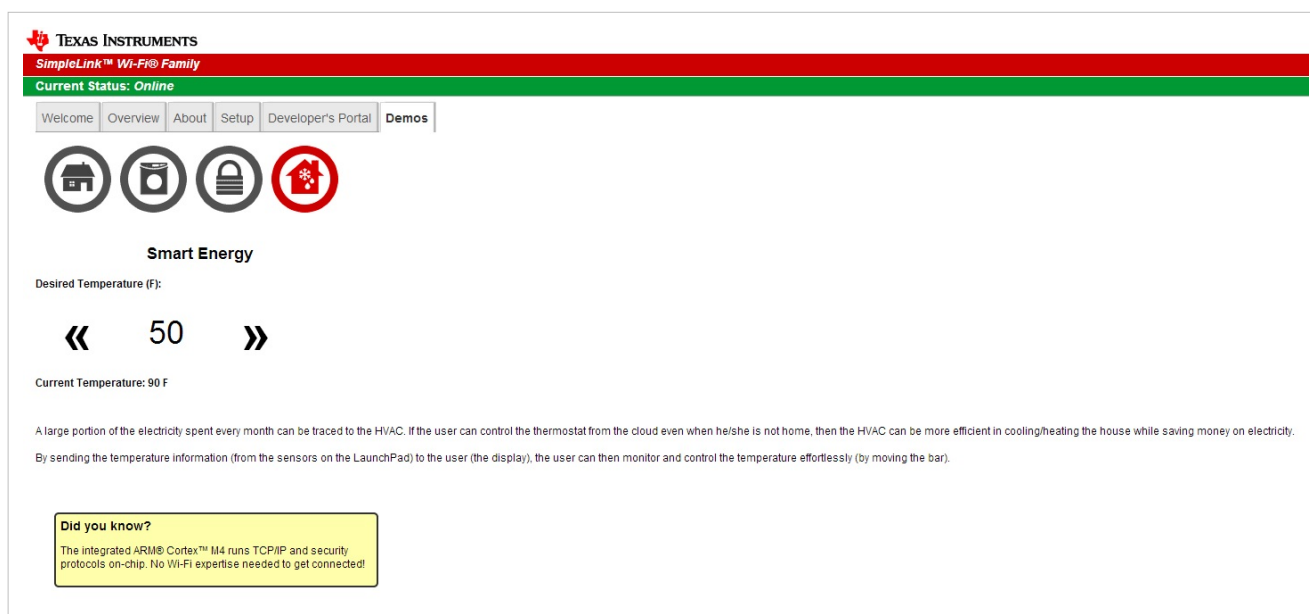 TEXAS INSTRUMENTS
SimpleLink™ Wi-Fi® Family
Current Status: Online
Welcome Overview About Setup Developer's Portal Demos
Smart Energy
Desired Temperature (F):
« 50 »
Current Temperature: 90 F
A large portion of the electricity spent every month can be traced to the HVAC. If the user can control the thermostat from the cloud even when he/she is not home, then the HVAC can be more efficient in cooling/heating the house while saving money on electricity.
By sending the temperature information (from the sensors on the LaunchPad) to the user (the display), the user can then monitor and control the temperature effortlessly (by moving the bar).
Did you know?
The integrated ARM® Cortex™ M4 runs TCP/IP and security
protocols on-chip. No Wi-Fi expertise needed to get connected!